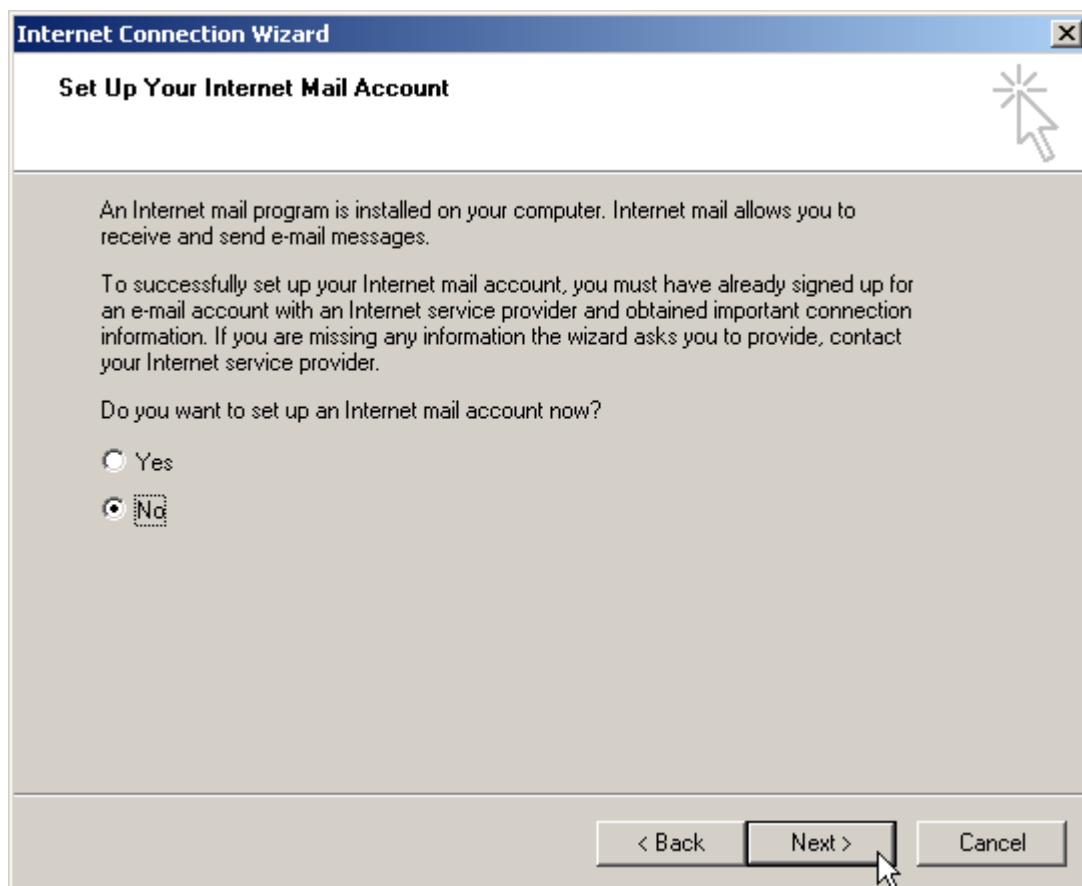 Internet Connection Wizard
Set Up Your Internet Mail Account
An Internet mail program is installed on your computer. Internet mail allows you to
receive and send e-mail messages.
To successfully set up your Internet mail account, you must have already signed up for
an e-mail account with an Internet service provider and obtained important connection
information. If you are missing any information the wizard asks you to provide, contact
your Internet service provider.
Do you want to set up an Internet mail account now?
Yes
No
< Back Next > Cancel